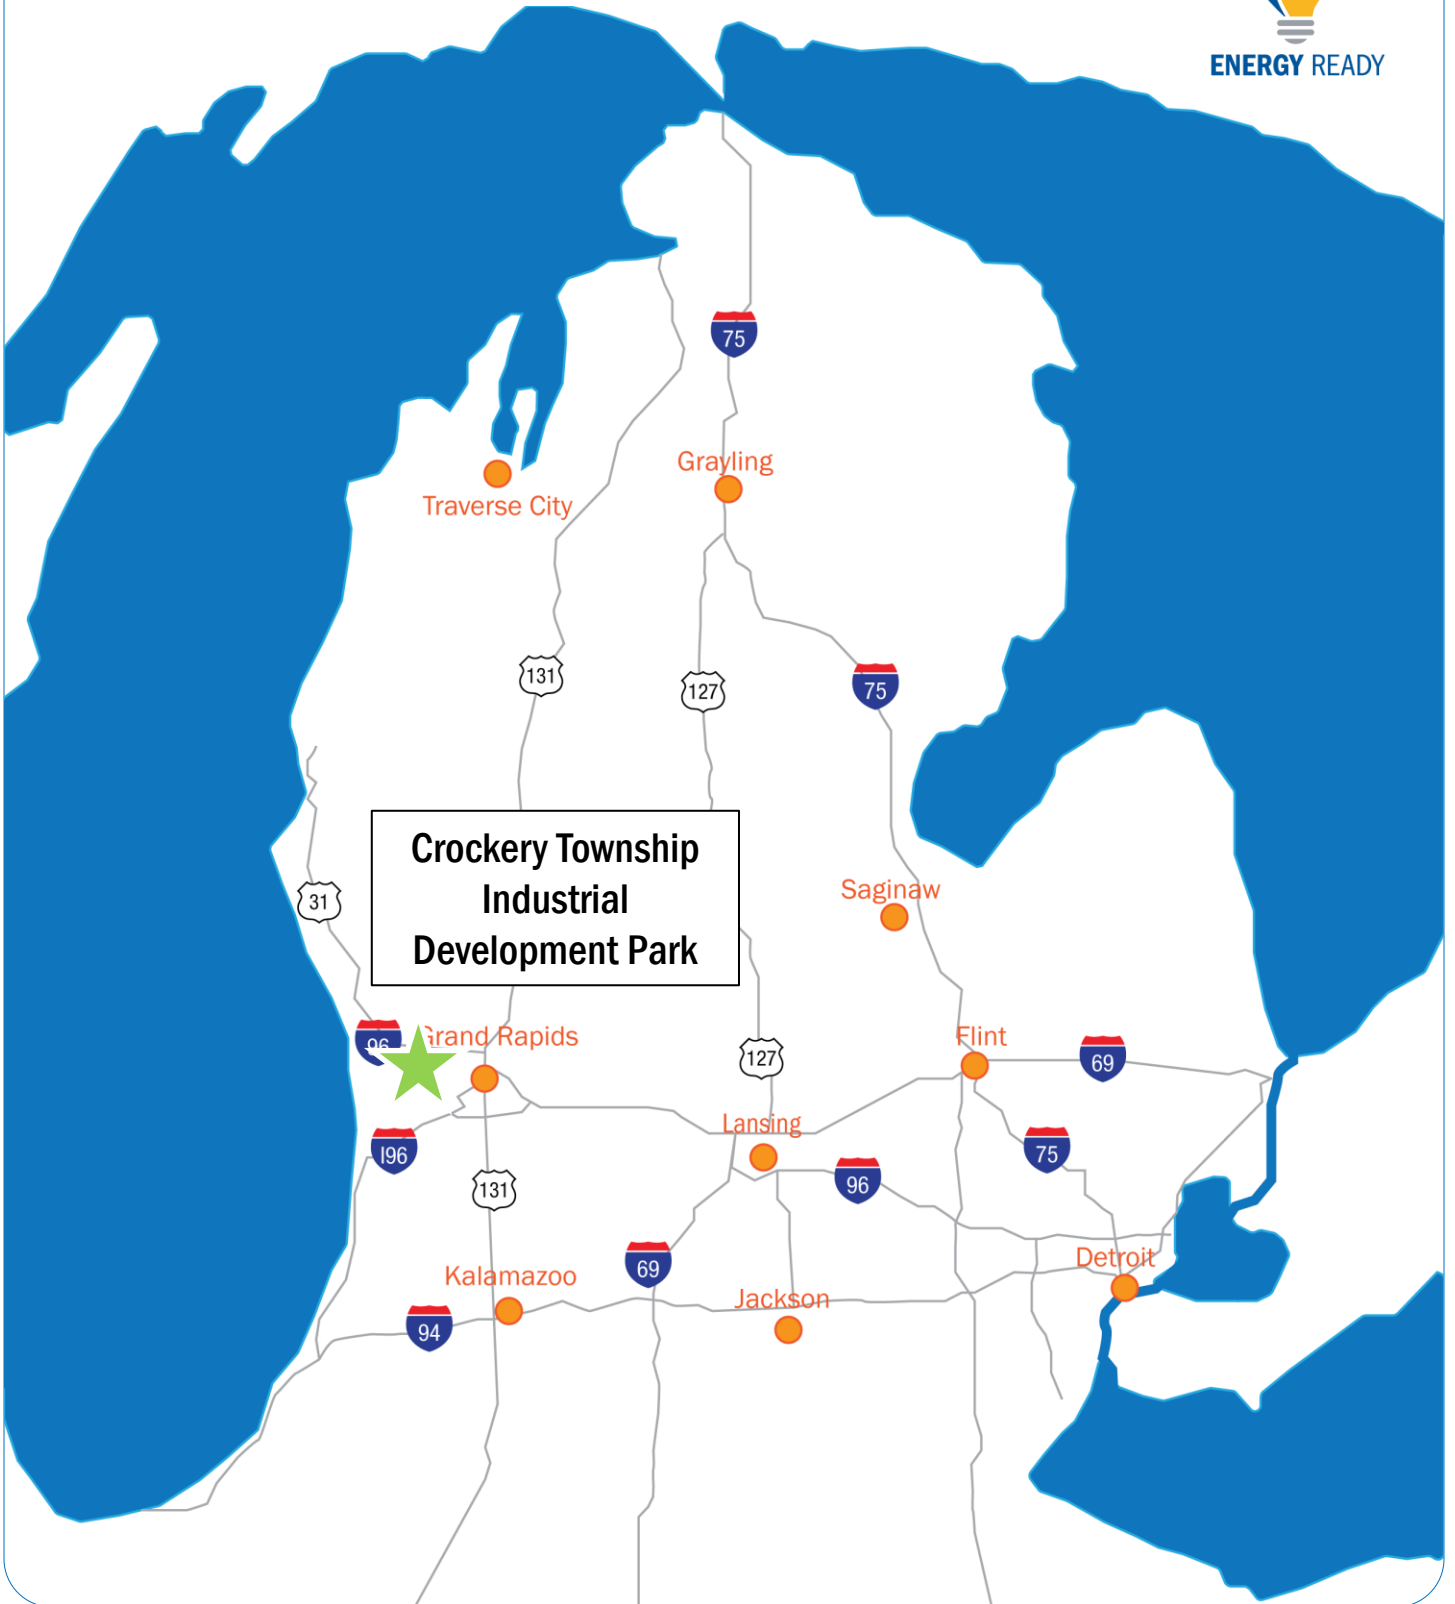 ENERGY READY
75
Grayling
Traverse City
131
127
75
Crockery Township
Industrial
Development Park
Saginaw
31
96
Grand Rapids
127
Flint
69
Lansing
I96
75
96
131
Detroit
69
Kalamazoo
Jackson
94